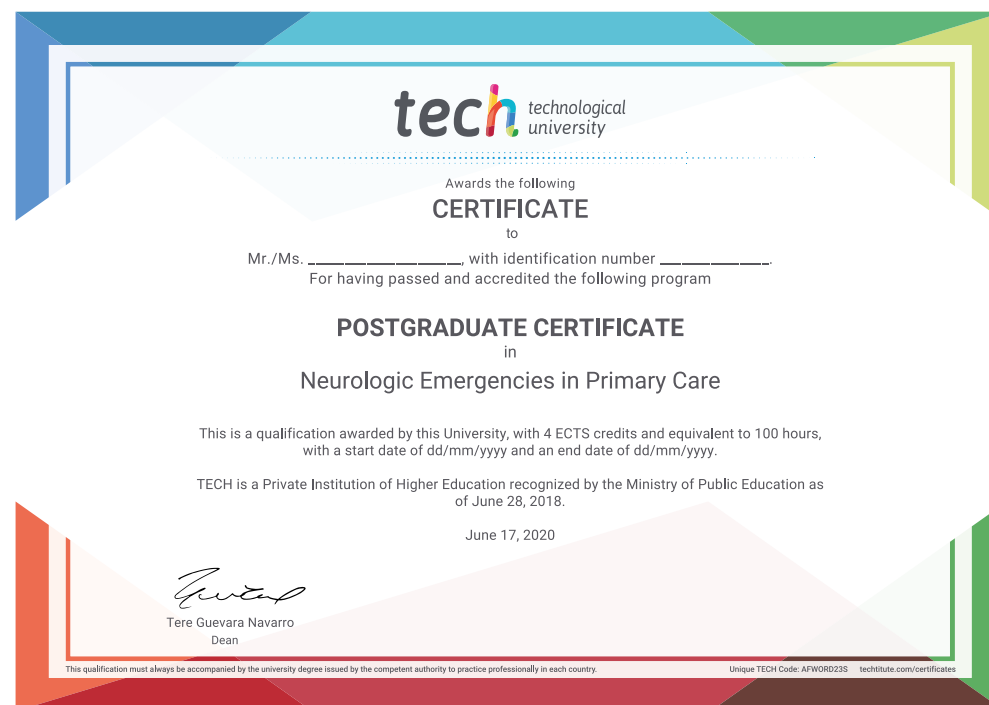 tech technological
university
Awards the following
CERTIFICATE
to
Mr./Ms. ____________________, with identification number ______________.
For having passed and accredited the following program
POSTGRADUATE CERTIFICATE
in
Neurologic Emergencies in Primary Care
This is a qualification awarded by this University, with 4 ECTS credits and equivalent to 100 hours,
with a start date of dd/mm/yyyy and an end date of dd/mm/yyyy.
TECH is a Private Institution of Higher Education recognized by the Ministry of Public Education as
of June 28, 2018.
June 17, 2020
Tere Guevara Navarro
Dean
This qualification must always be accompanied by the university degree issued by the competent authority to practice professionally in each country. Unique TECH Code: AFWORD23S techtitute.com/certificates